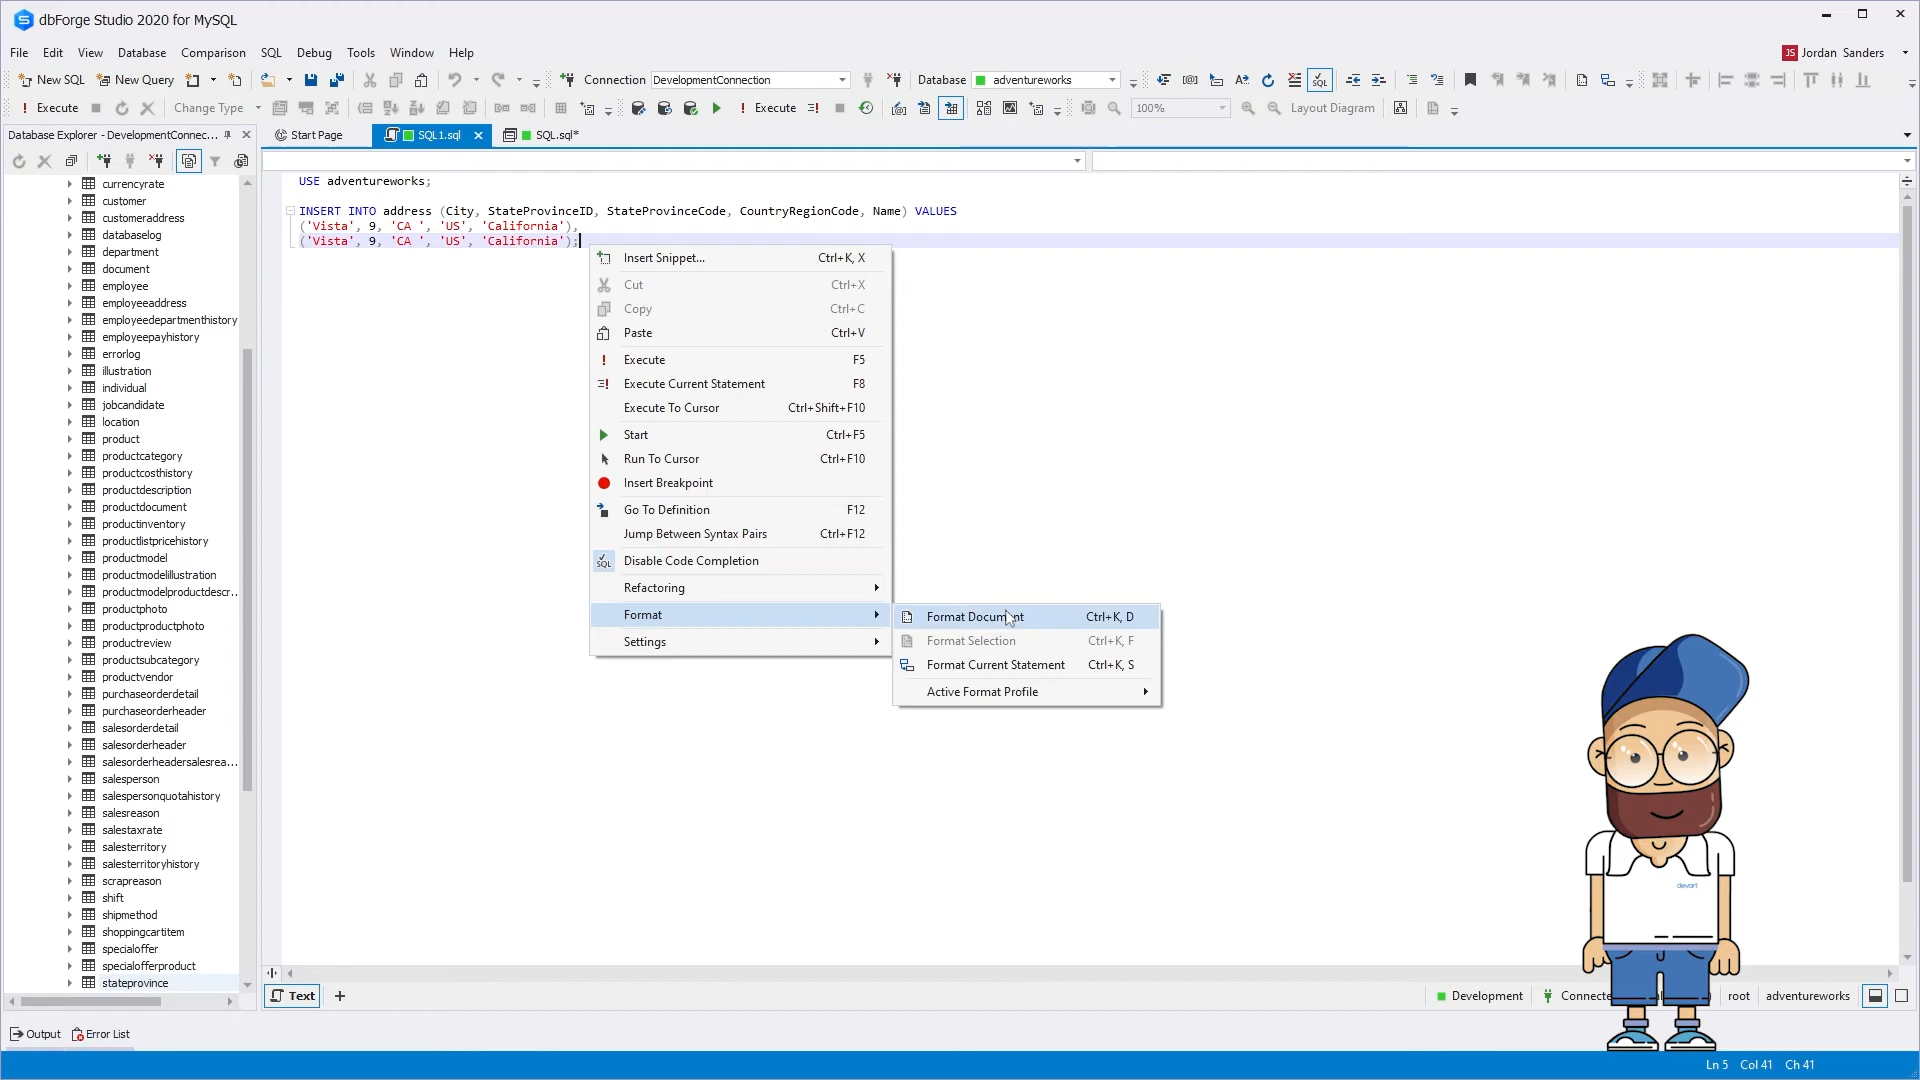 dbForge Studio 2020 for MySQL
File Edit View Database Comparison SQL Debug Tools Window Help
JS Jordan Sanders
New SQL New Query Connection DevelopmentConnection Database adventureworks
Execute Change Type Execute 100% Layout Diagram
Database Explorer - DevelopmentConnec...
Start Page SQL1.sql SQL.sql*
currencyrate
customer
customeraddress
databaselog
department
document
employee
employeeaddress
employeedepartmenthistory
employeepayhistory
errorlog
illustration
individual
jobcandidate
location
product
productcategory
productcosthistory
productdescription
productdocument
productinventory
productlistpricehistory
productmodel
productmodelillustration
productmodelproductdescr...
productphoto
productproductphoto
productreview
productsubcategory
productvendor
purchaseorderdetail
purchaseorderheader
salesorderdetail
salesorderheader
salesorderheadersalesrea...
salesperson
salespersonquotahistory
salesreason
salestaxrate
salesterritory
salesterritoryhistory
scrapreason
shift
shipmethod
shoppingcartitem
specialoffer
specialofferproduct
stateprovince
USE adventureworks;
INSERT INTO address (City, StateProvinceID, StateProvinceCode, CountryRegionCode, Name) VALUES
('Vista', 9, 'CA ', 'US', 'California'),
('Vista', 9, 'CA ', 'US', 'California');
Insert Snippet... Ctrl+K, X
Cut Ctrl+X
Copy Ctrl+C
Paste Ctrl+V
Execute F5
Execute Current Statement F8
Execute To Cursor Ctrl+Shift+F10
Start Ctrl+F5
Run To Cursor Ctrl+F10
Insert Breakpoint
Go To Definition F12
Jump Between Syntax Pairs Ctrl+F12
SQL Disable Code Completion
Refactoring
Format
Settings
Format Document Ctrl+K, D
Format Selection Ctrl+K, F
Format Current Statement Ctrl+K, S
Active Format Profile
devart
Text
Development root adventureworks
Output Error List
Ln 5 Col 41 Ch 41